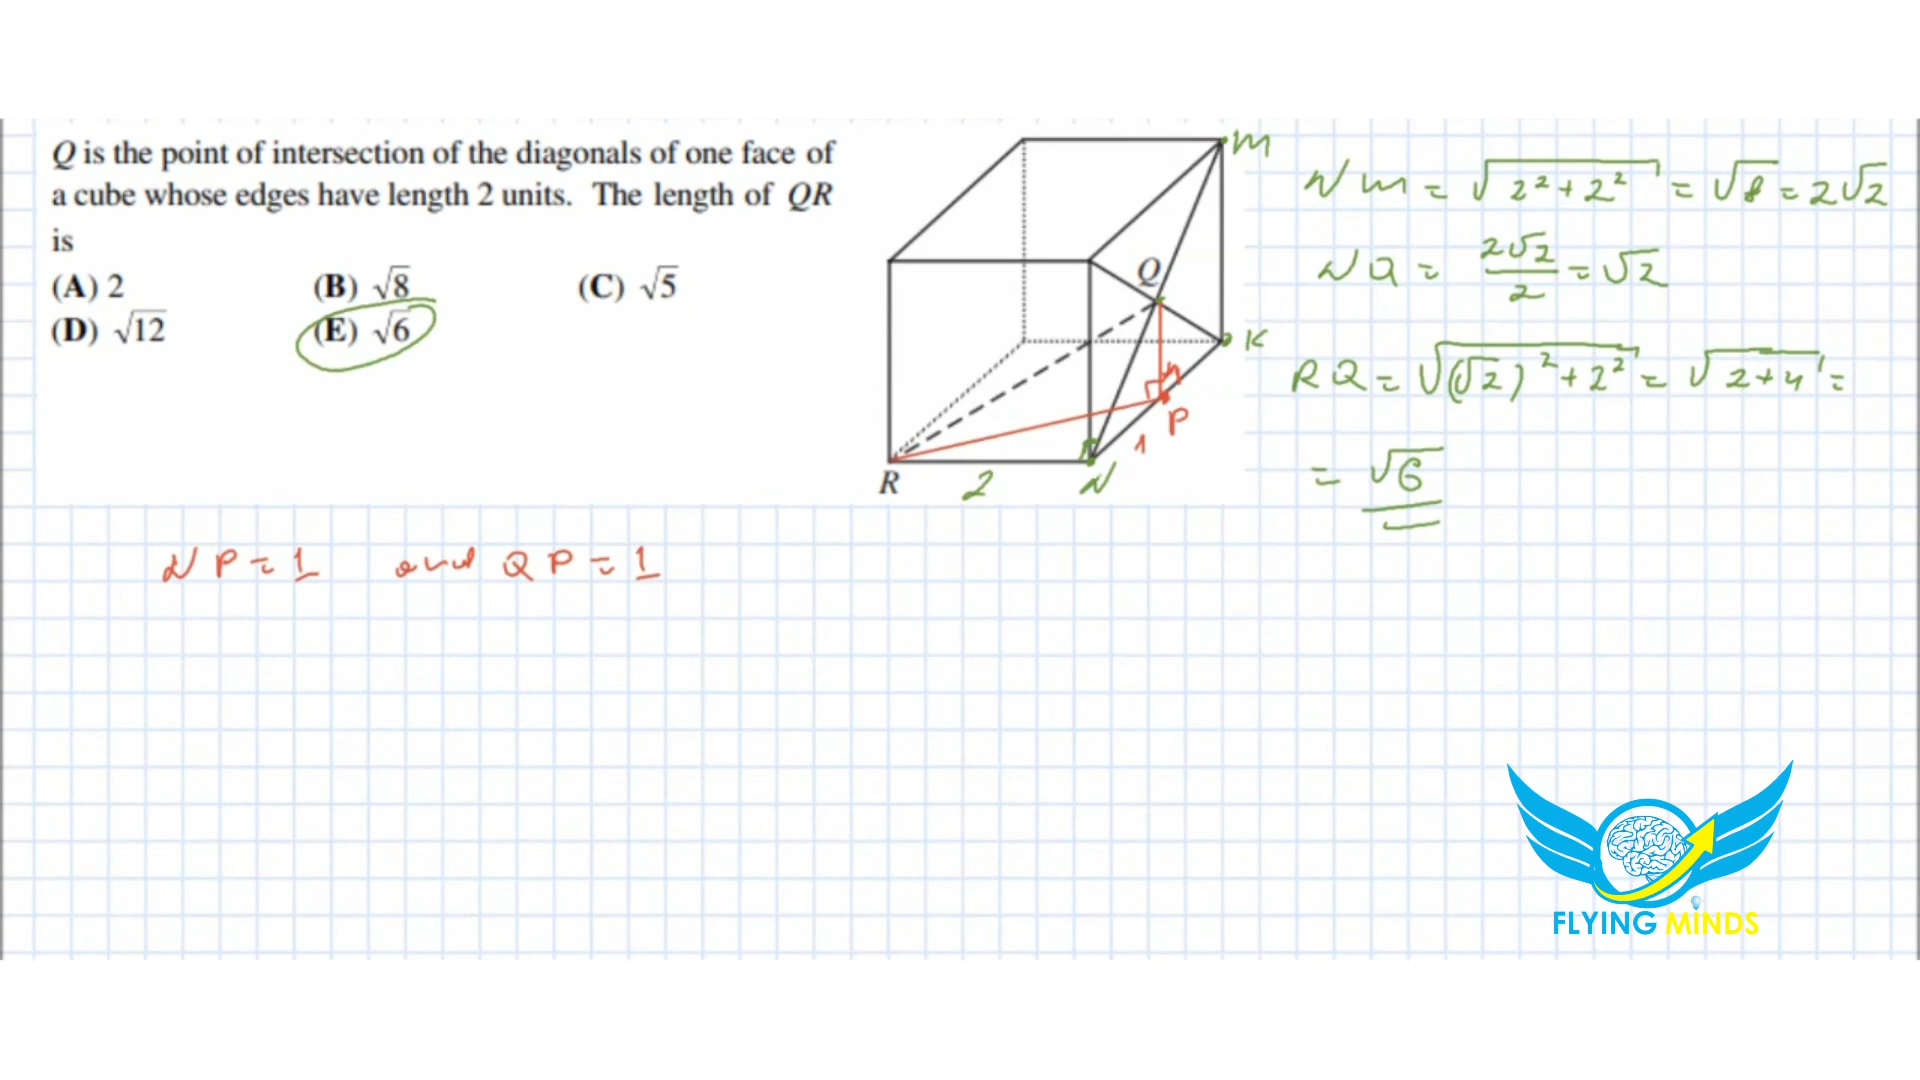 Q is the point of intersection of the diagonals of one face of
a cube whose edges have length 2 units. The length of QR
is
(A) 2 (B) √8 (C) √5
(D) √12 (E) √6
M
Q
K
P
1
R
2
N
Nm = √(2² + 2²) = √8 = 2√2
NQ = 2√2/2 = √2
RQ = √((√2)² + 2²) = √(2+4) =
= √6
NP = 1 and QP = 1
FLYING MINDS